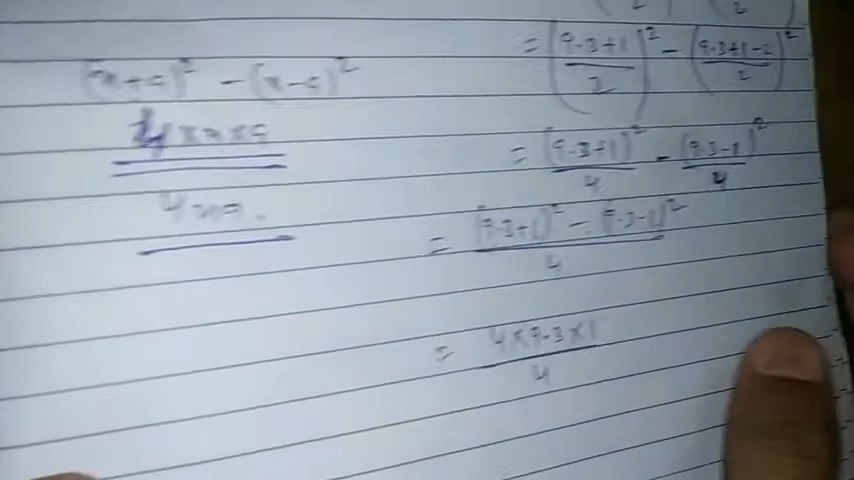 (x+a)² - (x-a)²
4 × x × a
4xa.
= (9.3+1 / 2)² - (9.3+1-2 / 2)²
= (9.3+1)² / 4 - (9.3-1)² / 4
= (9.3+1)² - (9.3-1)² / 4
= 4×9.3×1 / 4